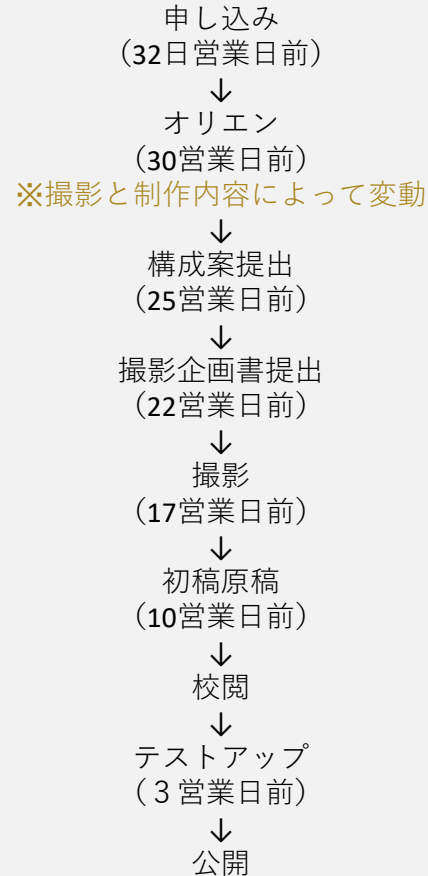 申し込み
（32日営業日前）
↓
オリエン
（30営業日前）
※撮影と制作内容によって変動
↓
構成案提出
（25営業日前）
↓
撮影企画書提出
（22営業日前）
↓
撮影
（17営業日前）
↓
初稿原稿
（10営業日前）
↓
校閲
↓
テストアップ
（３営業日前）
↓
公開